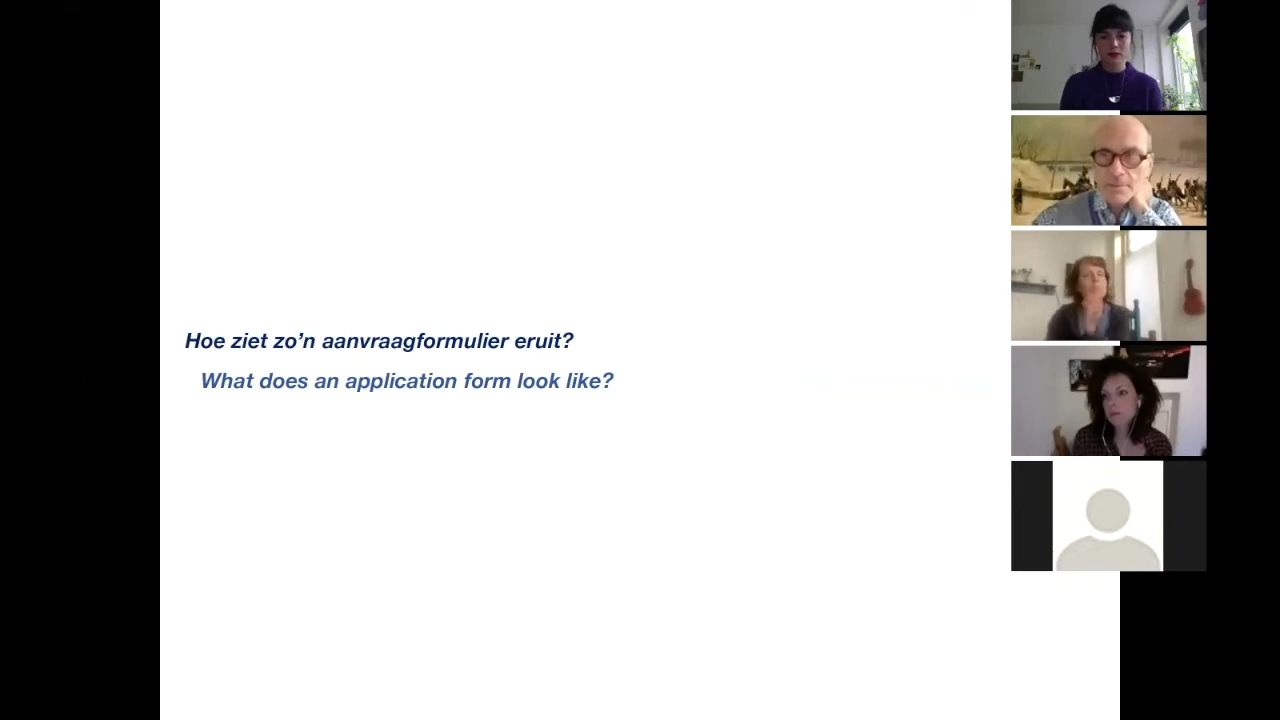 Hoe ziet zo’n aanvraagformulier eruit?
What does an application form look like?